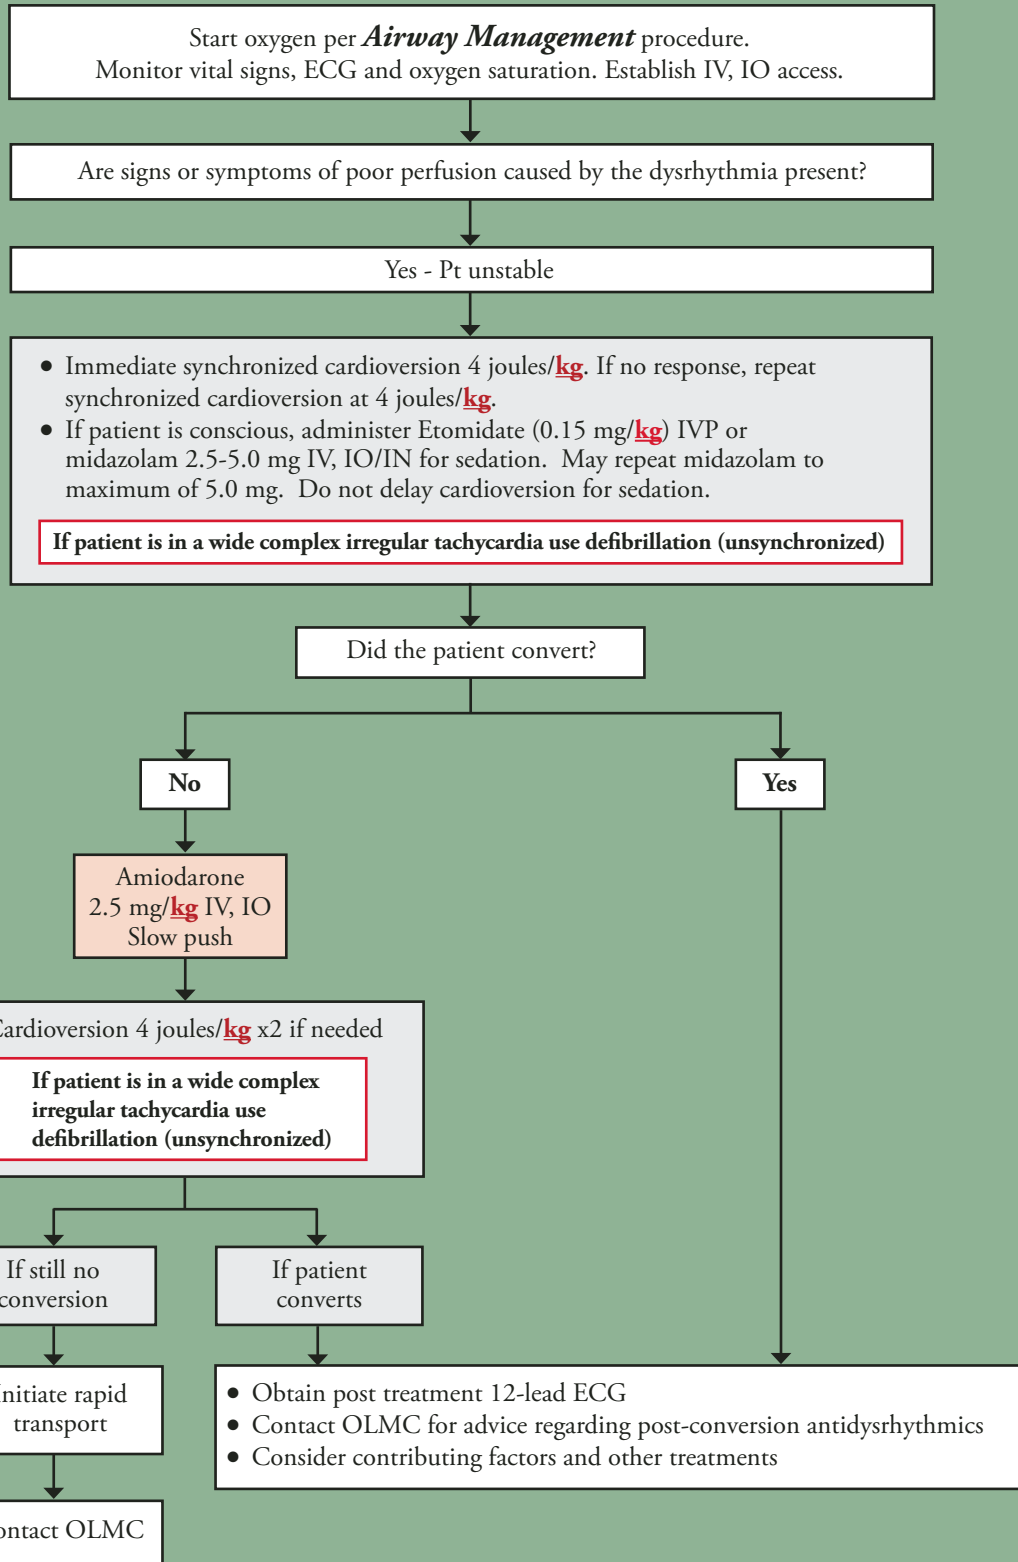 Start oxygen per Airway Management procedure.
Monitor vital signs, ECG and oxygen saturation. Establish IV, IO access.
Are signs or symptoms of poor perfusion caused by the dysrhythmia present?
Yes - Pt unstable
● Immediate synchronized cardioversion 4 joules/kg. If no response, repeat
synchronized cardioversion at 4 joules/kg.
● If patient is conscious, administer Etomidate (0.15 mg/kg) IVP or
midazolam 2.5-5.0 mg IV, IO/IN for sedation.  May repeat midazolam to
maximum of 5.0 mg.  Do not delay cardioversion for sedation.
If patient is in a wide complex irregular tachycardia use defibrillation (unsynchronized)
Did the patient convert?
No
Yes
Amiodarone
2.5 mg/kg IV, IO
Slow push
Cardioversion 4 joules/kg x2 if needed
If patient is in a wide complex
irregular tachycardia use
defibrillation (unsynchronized)
If still no
conversion
If patient
converts
Initiate rapid
transport
● Obtain post treatment 12-lead ECG
● Contact OLMC for advice regarding post-conversion antidysrhythmics
● Consider contributing factors and other treatments
ontact OLMC